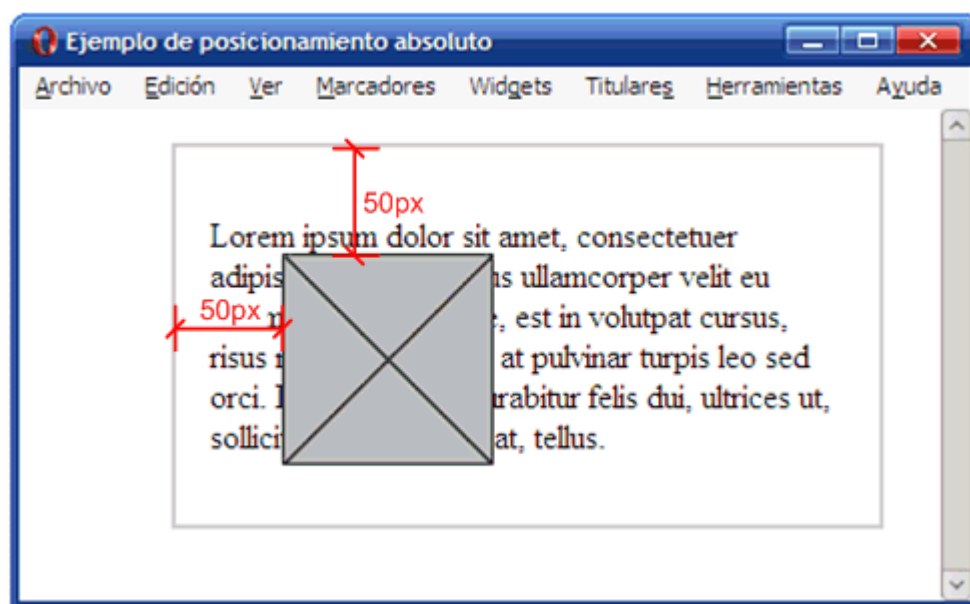 Ejemplo de posicionamiento absoluto
Archivo Edición Ver Marcadores Widgets Titulares Herramientas Ayuda
50px
Lorem ipsum dolor sit amet, consectetuer
adipis ullamcorper velit eu
50px , est in volutpat cursus,
risus at pulvinar turpis leo sed
orci. felis dui, ultrices ut,
sollici at, tellus.